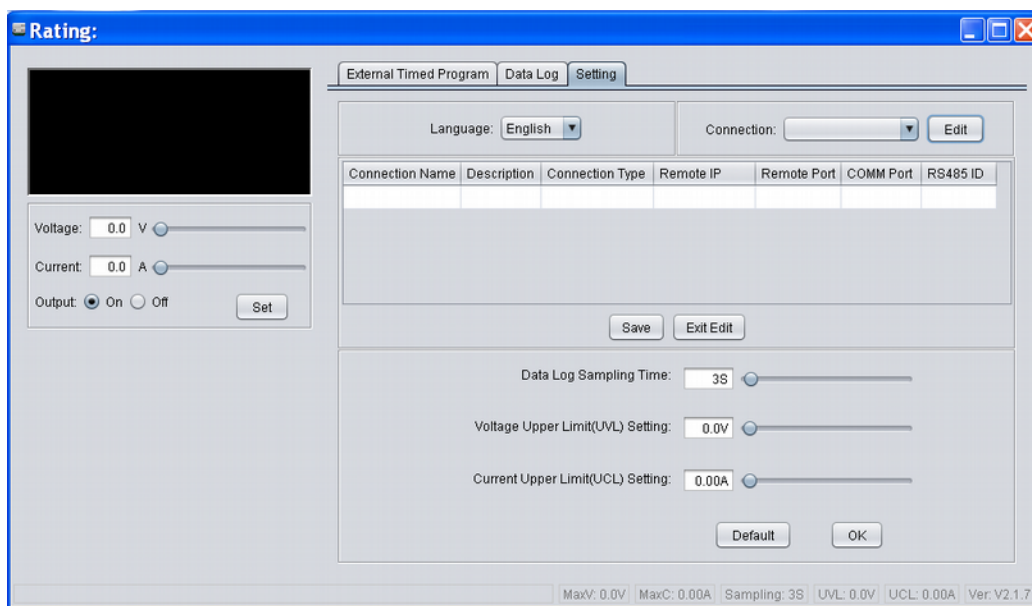 Rating:
External Timed Program Data Log Setting
Language: English Connection: Edit
Connection Name Description Connection Type Remote IP Remote Port COMM Port RS485 ID
Voltage: 0.0 V
Current: 0.0 A
Output: On Off Set
Save Exit Edit
Data Log Sampling Time: 3S
Voltage Upper Limit(UVL) Setting: 0.0V
Current Upper Limit(UCL) Setting: 0.00A
Default OK
MaxV: 0.0V MaxC: 0.00A Sampling: 3S UVL: 0.0V UCL: 0.00A Ver: V2.1.7